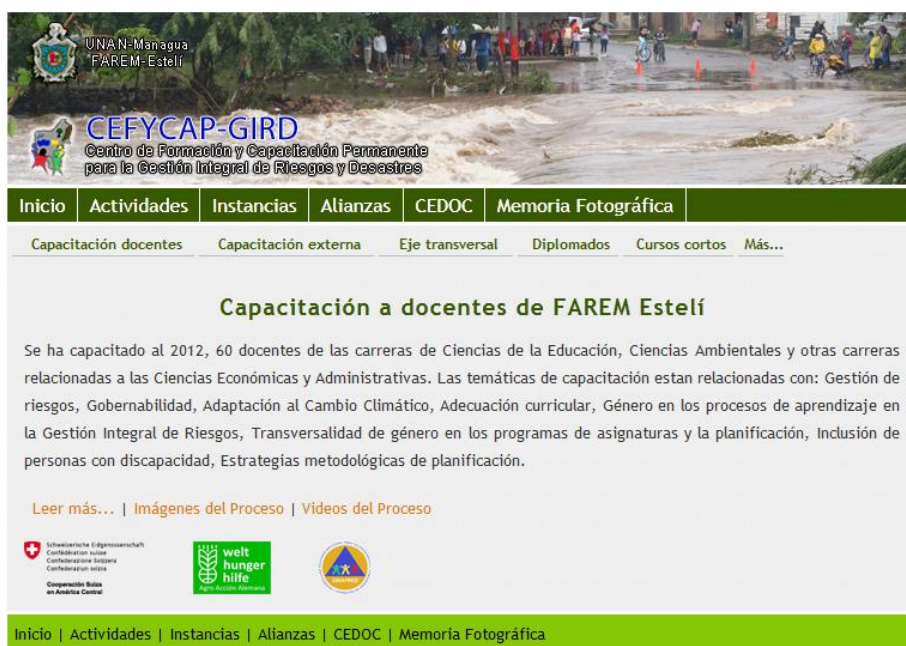 UNAN-Managua
FAREM-Estelí
CEFYCAP-GIRD
Centro de Formación y Capacitación Permanente
para la Gestión Integral de Riesgos y Desastres
Inicio Actividades Instancias Alianzas CEDOC Memoria Fotográfica
Capacitación docentes Capacitación externa Eje transversal Diplomados Cursos cortos Más...
Capacitación a docentes de FAREM Estelí
Se ha capacitado al 2012, 60 docentes de las carreras de Ciencias de la Educación, Ciencias Ambientales y otras carreras
relacionadas a las Ciencias Económicas y Administrativas. Las temáticas de capacitación estan relacionadas con: Gestión de
riesgos, Gobernabilidad, Adaptación al Cambio Climático, Adecuación curricular, Género en los procesos de aprendizaje en
la Gestión Integral de Riesgos, Transversalidad de género en los programas de asignaturas y la planificación, Inclusión de
personas con discapacidad, Estrategias metodológicas de planificación.
Leer más... | Imágenes del Proceso | Videos del Proceso
Schweizerische Eidgenossenschaft
Confédération suisse
Confederazione Svizzera
Confederaziun svizra
Cooperación Suiza
en América Central
welt
hunger
hilfe
Agro Acción Alemana
SINAPRED
Inicio | Actividades | Instancias | Alianzas | CEDOC | Memoria Fotográfica